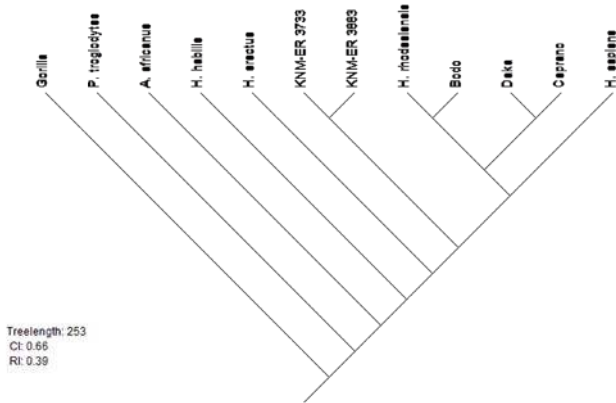 Gorilla
P. troglodytes
A. africanus
H. habilis
H. erectus
KNM-ER 3733
KNM-ER 3883
H. rhodesiensis
Bodo
Daka
Ceprano
H. sapiens
Treelength: 253
CI: 0.66
RI: 0.39